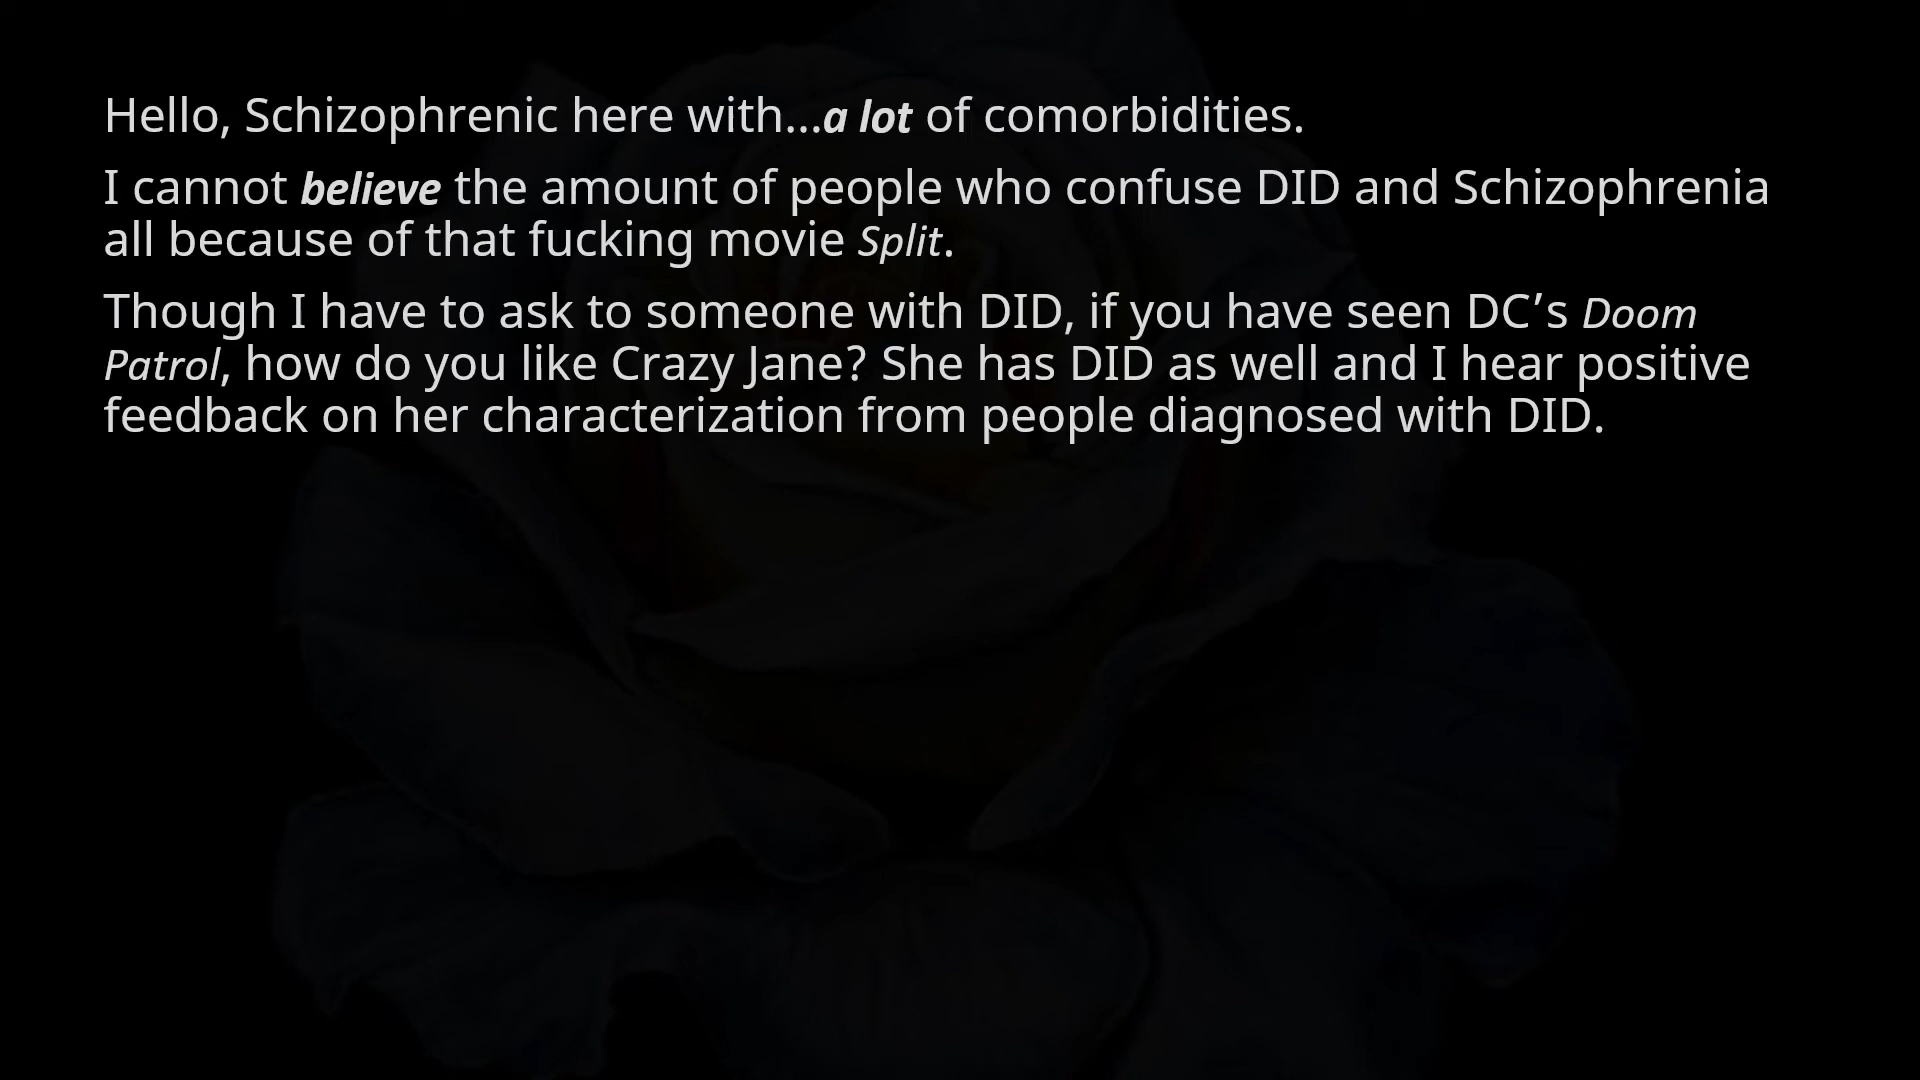 Hello, Schizophrenic here with...a lot of comorbidities.
I cannot believe the amount of people who confuse DID and Schizophrenia
all because of that fucking movie Split.
Though I have to ask to someone with DID, if you have seen DC’s Doom
Patrol, how do you like Crazy Jane? She has DID as well and I hear positive
feedback on her characterization from people diagnosed with DID.